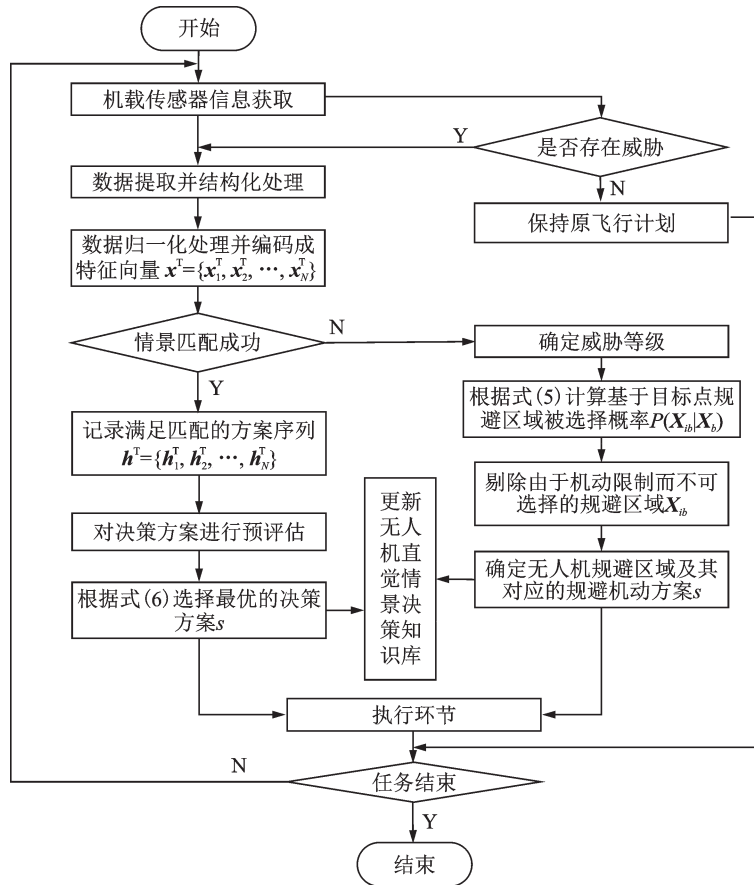 开始
机载传感器信息获取
Y
是否存在威胁
N
数据提取并结构化处理
保持原飞行计划
数据归一化处理并编码成
特征向量 x^T={x_1^T, x_2^T, ⋯, x_N^T}
情景匹配成功
N
确定威胁等级
Y
根据式(5)计算基于目标点规
避区域被选择概率P(X_ib|X_b)
记录满足匹配的方案序列
h^T={h_1^T, h_2^T, ⋯, h_N^T}
剔除由于机动限制而不可
选择的规避区域X_ib
对决策方案进行预评估
更新
无人
机直
觉情
景决
策知
识库
确定无人机规避区域及其
对应的规避机动方案s
根据式(6)选择最优的决策
方案s
执行环节
N
任务结束
Y
结束